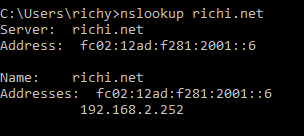 C:\Users\richy>nslookup richi.net
Server:  richi.net
Address:  fc02:12ad:f281:2001::6
Name:    richi.net
Addresses:  fc02:12ad:f281:2001::6
192.168.2.252